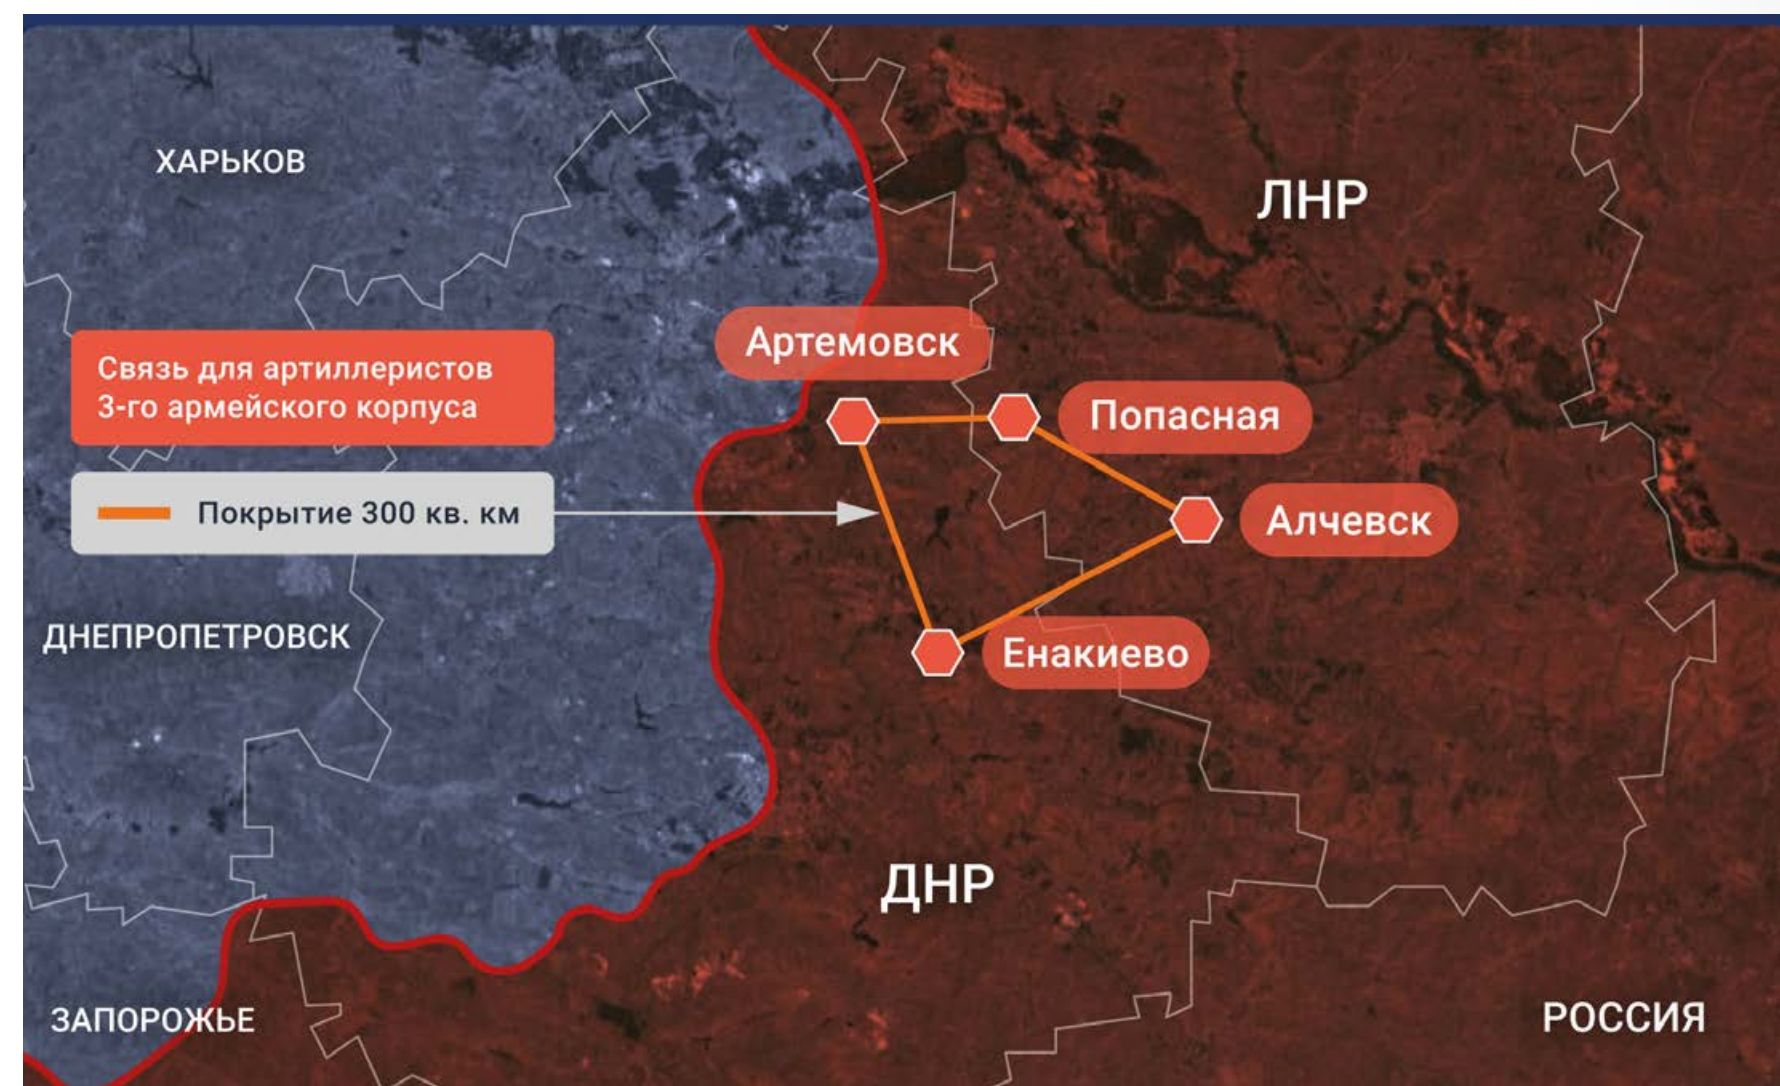 ХАРЬКОВ
ЛНР
Артемовск
Связь для артиллеристов
3-го армейского корпуса
Попасная
Покрытие 300 кв. км
Алчевск
ДНЕПРОПЕТРОВСК
Енакиево
ДНР
ЗАПОРОЖЬЕ
РОССИЯ